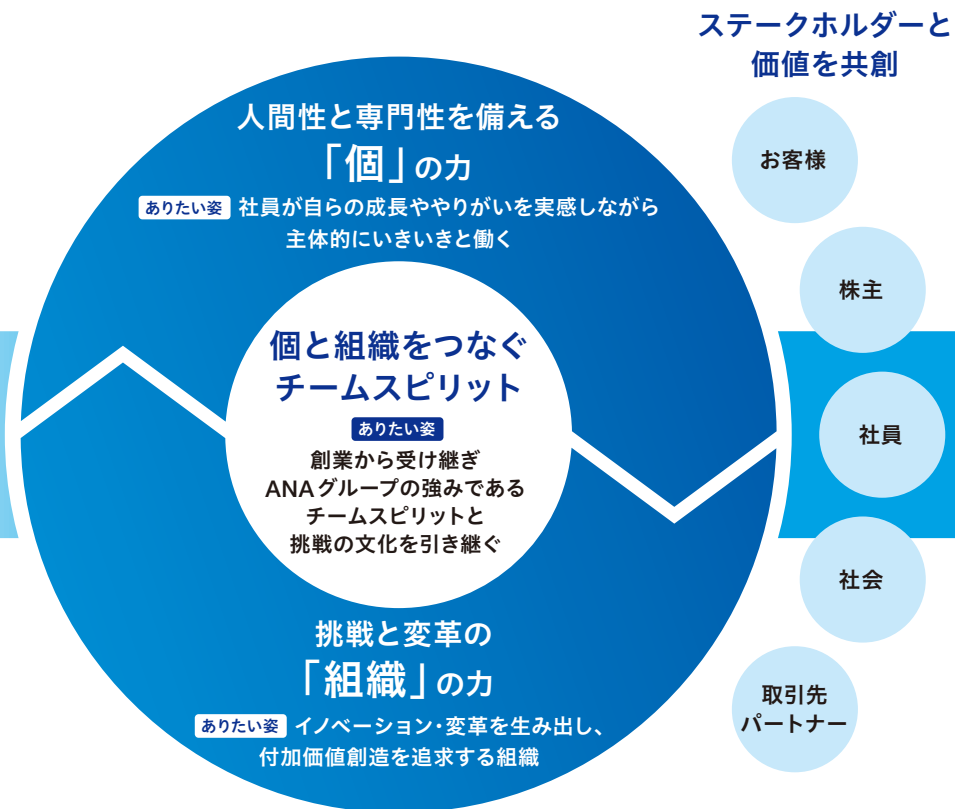 ステークホルダーと
価値を共創
人間性と専門性を備える
「個」の力
ありたい姿 社員が自らの成長ややりがいを実感しながら
主体的にいきいきと働く
個と組織をつなぐ
チームスピリット
ありたい姿
創業から受け継ぎ
ANAグループの強みである
チームスピリットと
挑戦の文化を引き継ぐ
挑戦と変革の
「組織」の力
ありたい姿 イノベーション・変革を生み出し、
付加価値創造を追求する組織
お客様
株主
社員
社会
取引先
パートナー